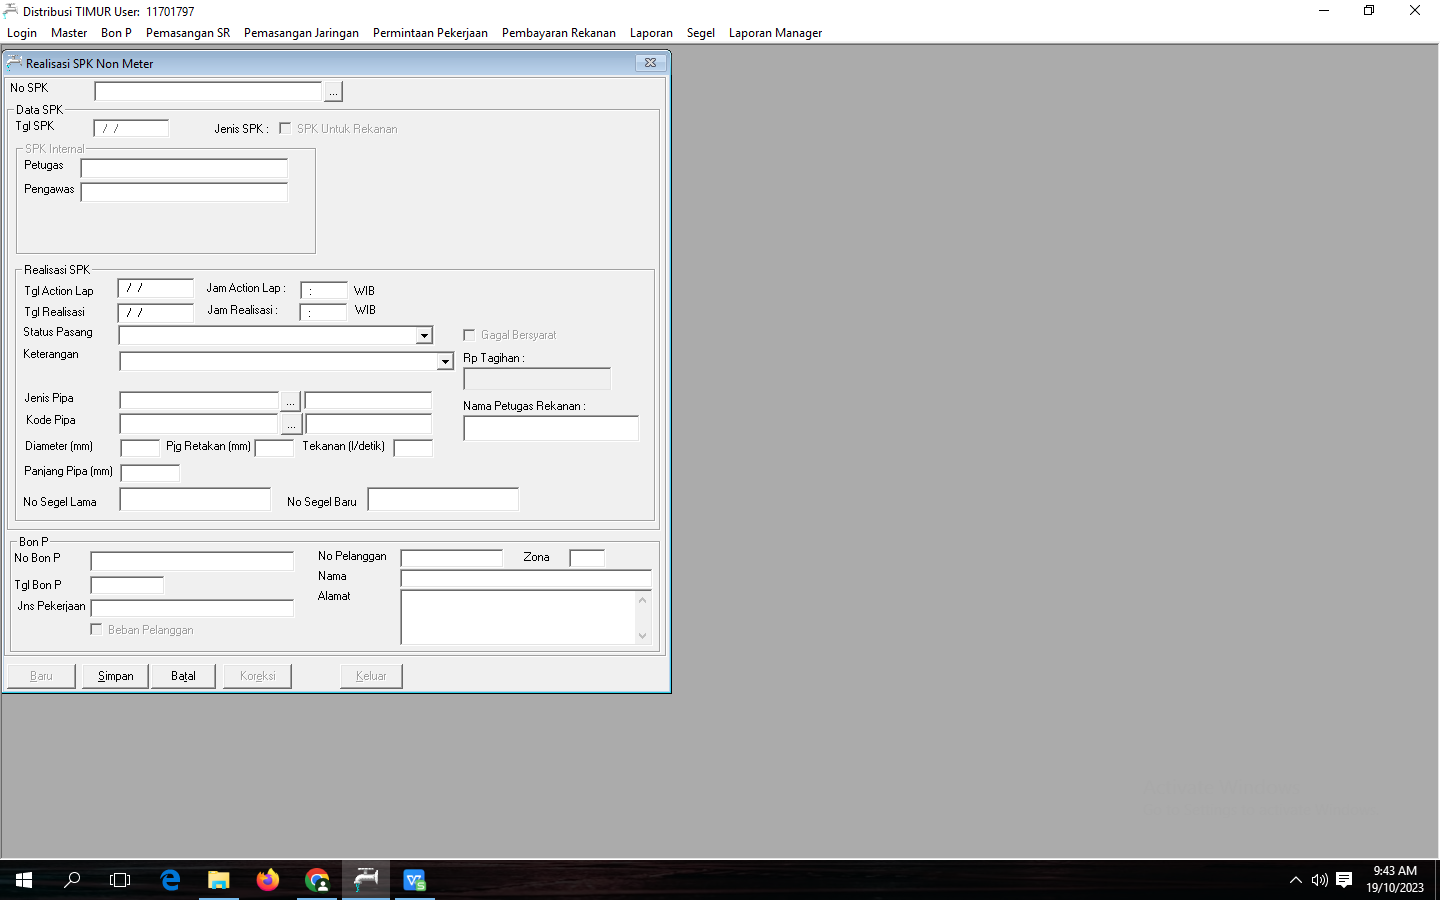 Distribusi TIMUR User: 11701797
Login Master Bon P Pemasangan SR Pemasangan Jaringan Permintaan Pekerjaan Pembayaran Rekanan Laporan Segel Laporan Manager
Realisasi SPK Non Meter
No SPK ...
Data SPK
Tgl SPK / / Jenis SPK : SPK Untuk Rekanan
SPK Internal
Petugas
Pengawas
Realisasi SPK
Tgl Action Lap / / Jam Action Lap : : WIB
Tgl Realisasi / / Jam Realisasi : : WIB
Status Pasang Gagal Bersyarat
Keterangan Rp Tagihan :
Jenis Pipa ... Nama Petugas Rekanan :
Kode Pipa ...
Diameter (mm) Pjg Retakan (mm) Tekanan (l/detik)
Panjang Pipa (mm)
No Segel Lama No Segel Baru
Bon P
No Bon P No Pelanggan Zona
Nama
Tgl Bon P
Alamat
Jns Pekerjaan
Beban Pelanggan
Baru Simpan Batal Koreksi Keluar
9:43 AM
19/10/2023